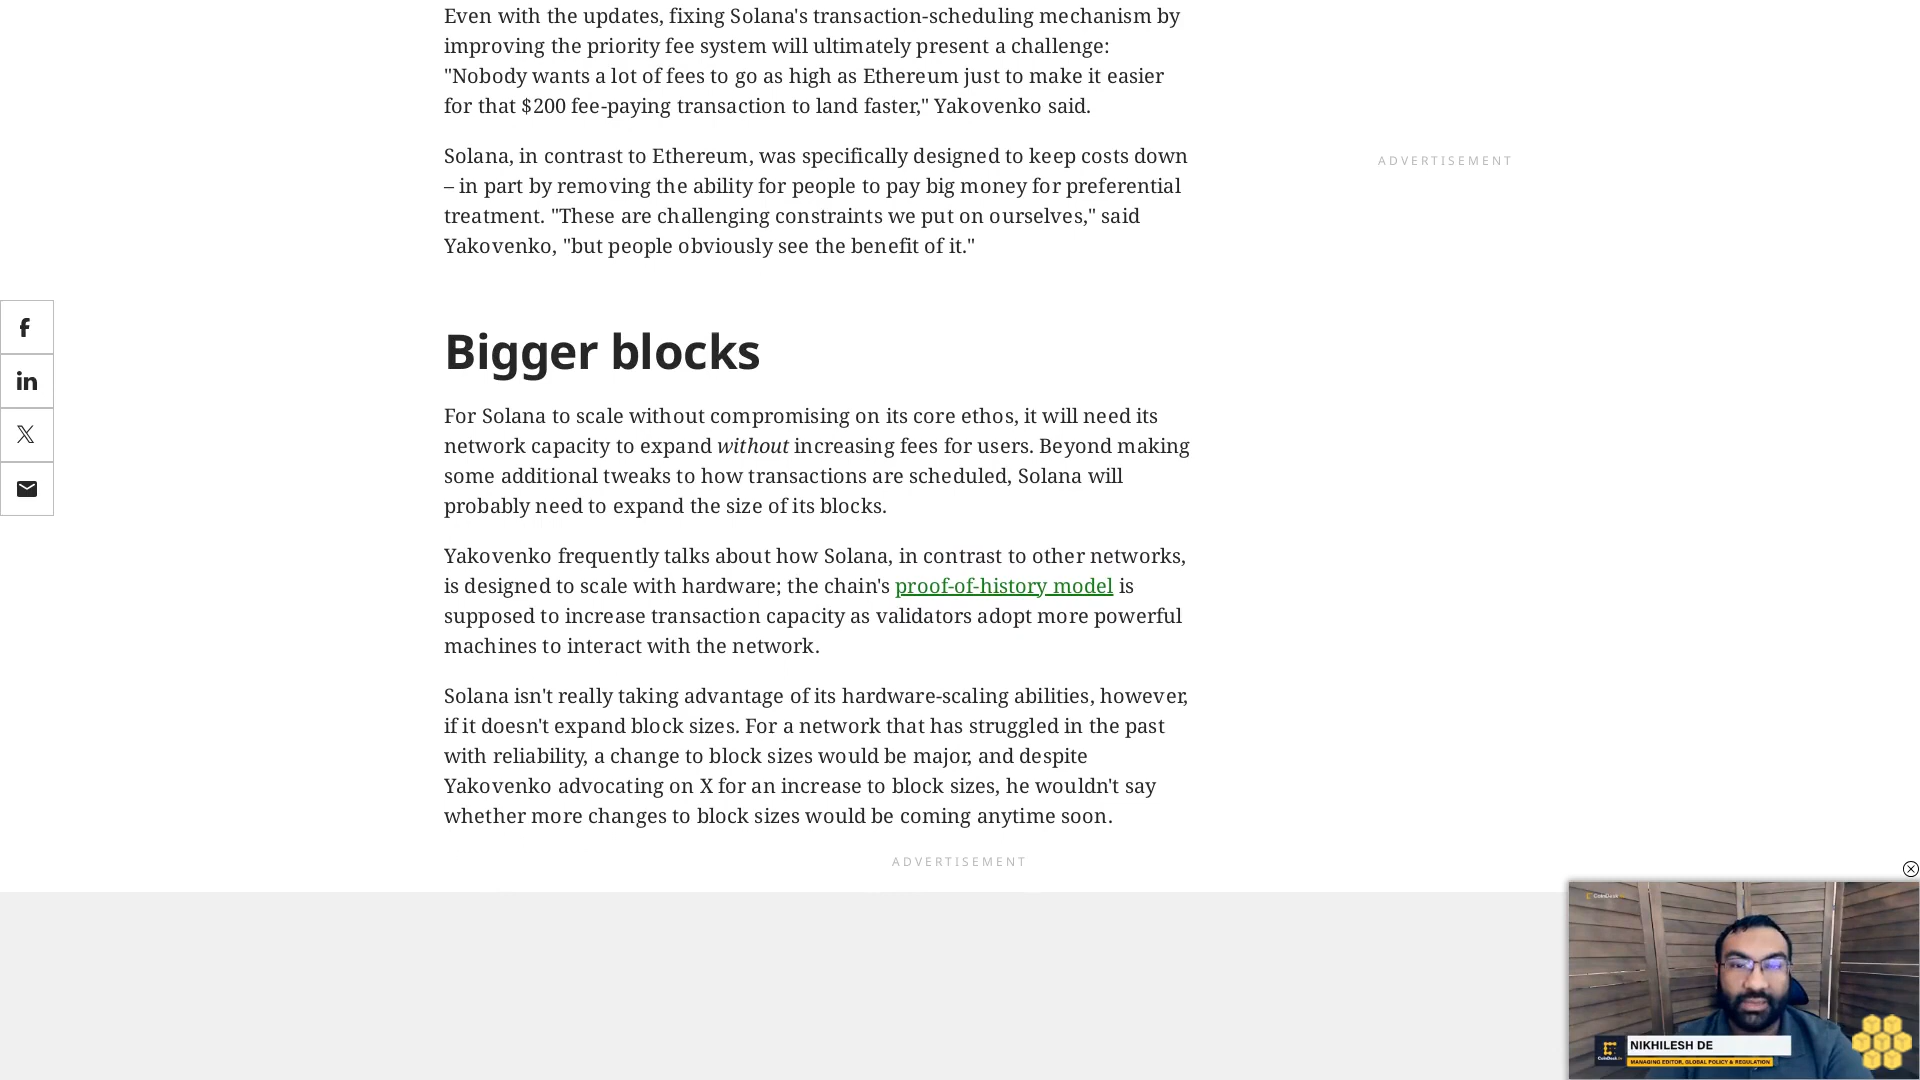 Even with the updates, fixing Solana's transaction-scheduling mechanism by
improving the priority fee system will ultimately present a challenge:
"Nobody wants a lot of fees to go as high as Ethereum just to make it easier
for that $200 fee-paying transaction to land faster," Yakovenko said.
Solana, in contrast to Ethereum, was specifically designed to keep costs down
– in part by removing the ability for people to pay big money for preferential
treatment. "These are challenging constraints we put on ourselves," said
Yakovenko, "but people obviously see the benefit of it."
ADVERTISEMENT
Bigger blocks
For Solana to scale without compromising on its core ethos, it will need its
network capacity to expand without increasing fees for users. Beyond making
some additional tweaks to how transactions are scheduled, Solana will
probably need to expand the size of its blocks.
Yakovenko frequently talks about how Solana, in contrast to other networks,
is designed to scale with hardware; the chain's proof-of-history model is
supposed to increase transaction capacity as validators adopt more powerful
machines to interact with the network.
Solana isn't really taking advantage of its hardware-scaling abilities, however,
if it doesn't expand block sizes. For a network that has struggled in the past
with reliability, a change to block sizes would be major, and despite
Yakovenko advocating on X for an increase to block sizes, he wouldn't say
whether more changes to block sizes would be coming anytime soon.
ADVERTISEMENT
CoinDesk
NIKHILESH DE
MANAGING EDITOR, GLOBAL POLICY & REGULATION
CoinDesk